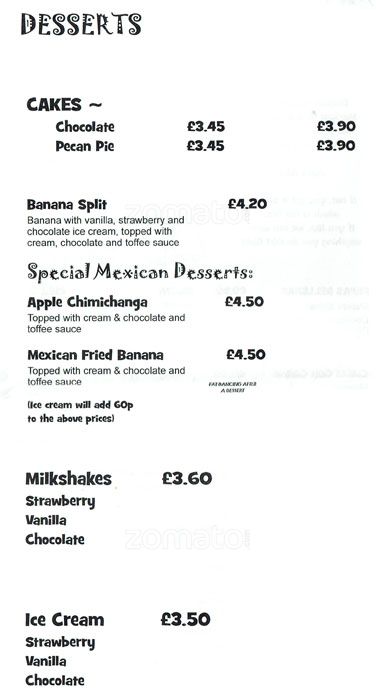 DESSERTS
CAKES ~
Chocolate £3.45 £3.90
Pecan Pie £3.45 £3.90
Banana Split £4.20
Banana with vanilla, strawberry and
chocolate ice cream, topped with
cream, chocolate and toffee sauce
Special Mexican Desserts:
Apple Chimichanga £4.50
Topped with cream & chocolate and
toffee sauce
Mexican Fried Banana £4.50
Topped with cream & chocolate and
toffee sauce
(Ice cream will add 60p
to the above prices)
Milkshakes £3.60
Strawberry
Vanilla
Chocolate
zomato
Ice Cream £3.50
Strawberry
Vanilla
Chocolate